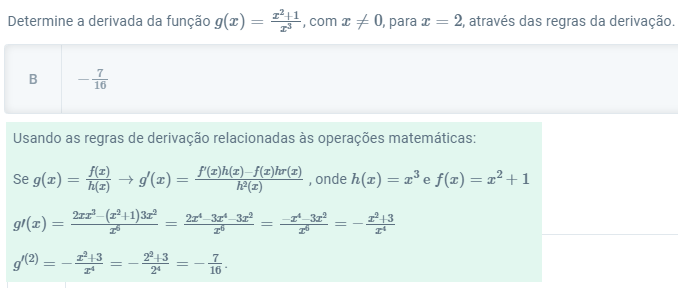 Determine a derivada da função g(x) = \frac{x^2+1}{x^3}, com x ≠ 0, para x = 2, através das regras da derivação.
B −\frac{7}{16}
Usando as regras de derivação relacionadas às operações matemáticas:
Se g(x) = \frac{f(x)}{h(x)} → g′(x) = \frac{f′(x)h(x)−f(x)h′(x)}{h^2(x)} , onde h(x) = x^3 e f(x) = x^2 + 1
g′(x) = \frac{2xx^3−(x^2+1)3x^2}{x^6} = \frac{2x^4−3x^4−3x^2}{x^6} = \frac{−x^4−3x^2}{x^6} = −\frac{x^2+3}{x^4}
g′^{(2)} = −\frac{x^2+3}{x^4} = −\frac{2^2+3}{2^4} = −\frac{7}{16}.